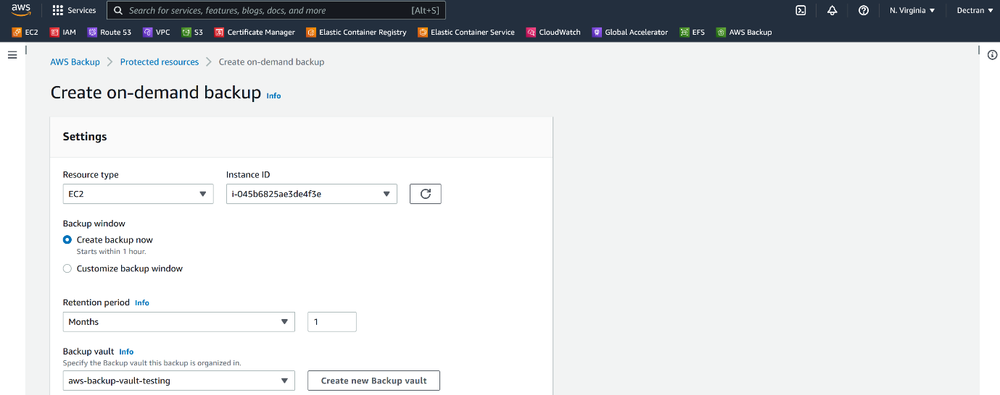 aws Services Search for services, features, blogs, docs, and more [Alt+S] N. Virginia Dectran
EC2 IAM Route 53 VPC S3 Certificate Manager Elastic Container Registry Elastic Container Service CloudWatch Global Accelerator EFS AWS Backup
AWS Backup Protected resources Create on-demand backup
Create on-demand backup Info
Settings
Resource type Instance ID
EC2 i-045b6825ae3de4f3e
Backup window
Create backup now
Starts within 1 hour.
Customize backup window
Retention period Info
Months 1
Backup vault Info
Specify the Backup vault this backup is organized in.
aws-backup-vault-testing Create new Backup vault